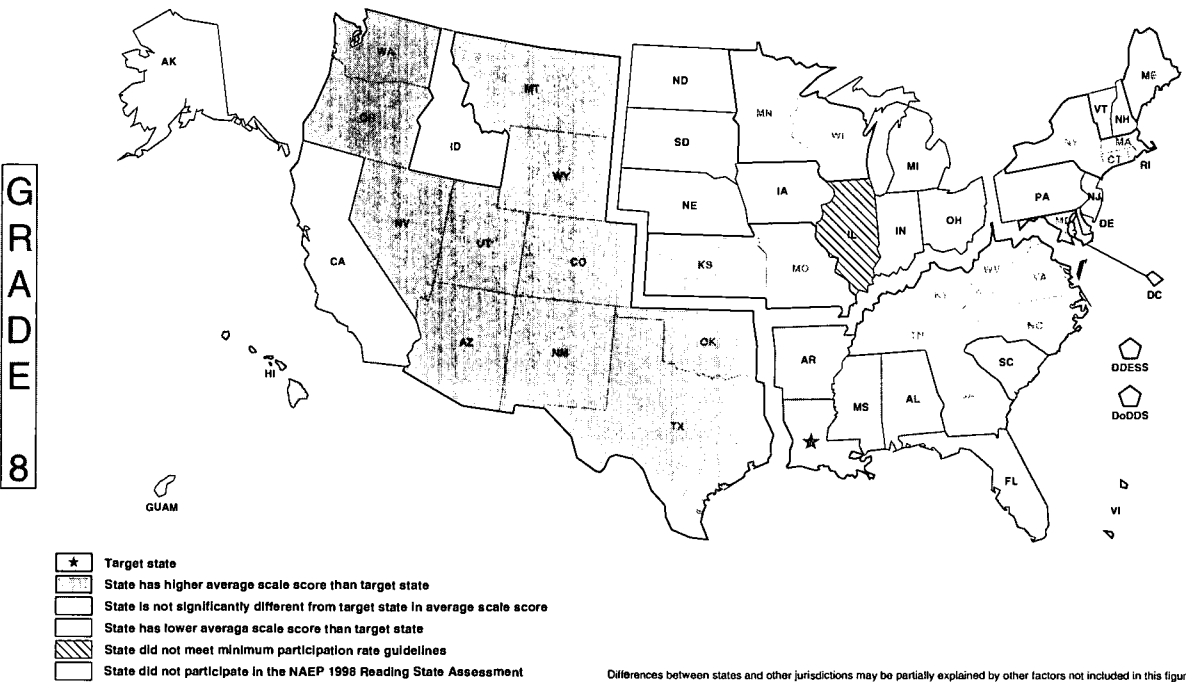 GRADE 8
AK
WA
MT
ND
MN
ME
VT
NH
OR
ID
WI
NY
MA
CT
RI
SD
MI
WY
IA
PA
NJ
NE
OH
DE
NV
UT
IL
IN
CA
CO
KS
MO
WV
VA
DC
KY
NC
TN
AZ
NM
OK
AR
SC
HI
DDESS
MS
AL
TX
DoDDS
FL
GUAM
VI
Target state
State has higher average scale score than target state
State is not significantly different from target state in average scale score
State has lower average scale score than target state
State did not meet minimum participation rate guidelines
State did not participate in the NAEP 1998 Reading State Assessment
Differences between states and other jurisdictions may be partially explained by other factors not included in this figur